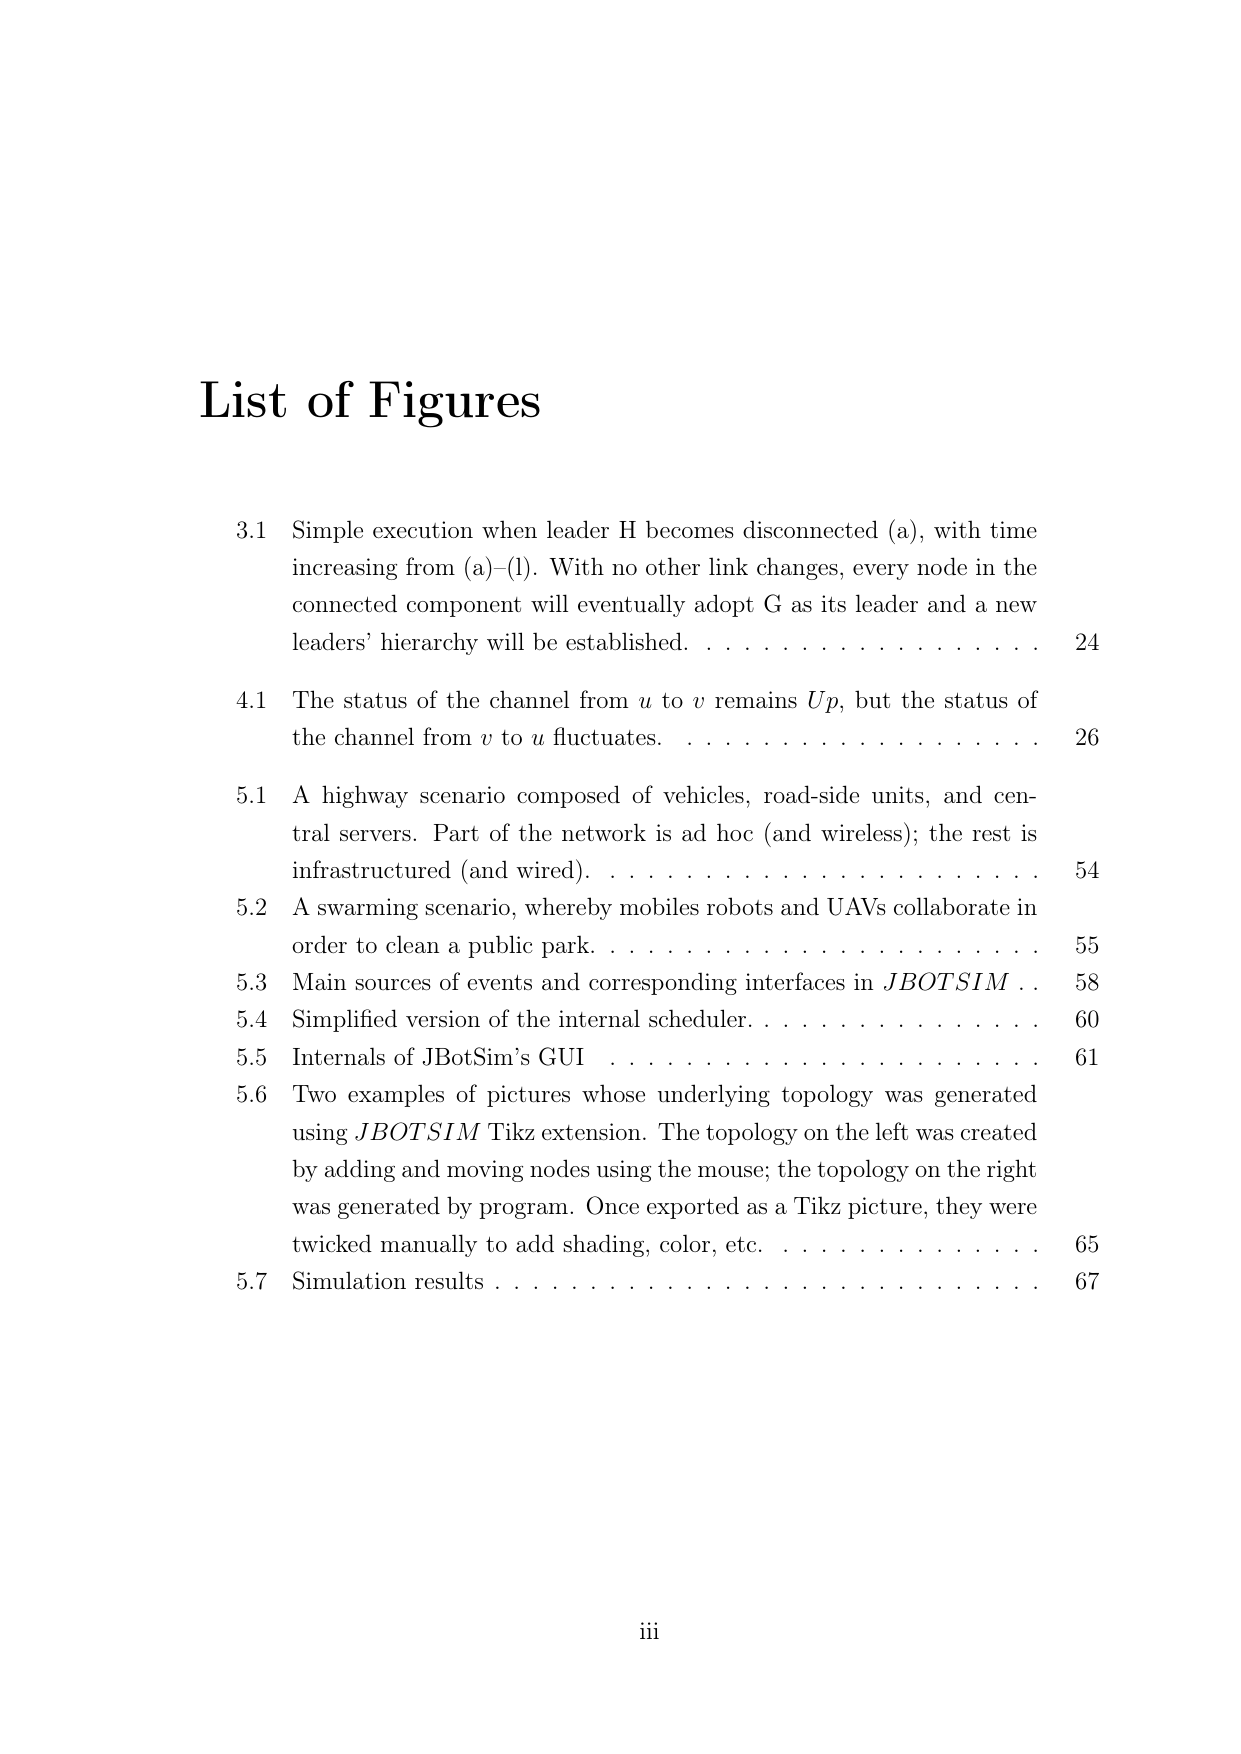 List of Figures
3.1 Simple execution when leader H becomes disconnected (a), with time
increasing from (a)–(l). With no other link changes, every node in the
connected component will eventually adopt G as its leader and a new
leaders’ hierarchy will be established. . . . . . . . . . . . . . . . . . . 24
4.1 The status of the channel from u to v remains Up, but the status of
the channel from v to u fluctuates. . . . . . . . . . . . . . . . . . . . 26
5.1 A highway scenario composed of vehicles, road-side units, and cen-
tral servers. Part of the network is ad hoc (and wireless); the rest is
infrastructured (and wired). . . . . . . . . . . . . . . . . . . . . . . . 54
5.2 A swarming scenario, whereby mobiles robots and UAVs collaborate in
order to clean a public park. . . . . . . . . . . . . . . . . . . . . . . . 55
5.3 Main sources of events and corresponding interfaces in JBOTSIM . . 58
5.4 Simplified version of the internal scheduler. . . . . . . . . . . . . . . . 60
5.5 Internals of JBotSim’s GUI . . . . . . . . . . . . . . . . . . . . . . . 61
5.6 Two examples of pictures whose underlying topology was generated
using JBOTSIM Tikz extension. The topology on the left was created
by adding and moving nodes using the mouse; the topology on the right
was generated by program. Once exported as a Tikz picture, they were
twicked manually to add shading, color, etc. . . . . . . . . . . . . . . 65
5.7 Simulation results . . . . . . . . . . . . . . . . . . . . . . . . . . . . . 67
iii